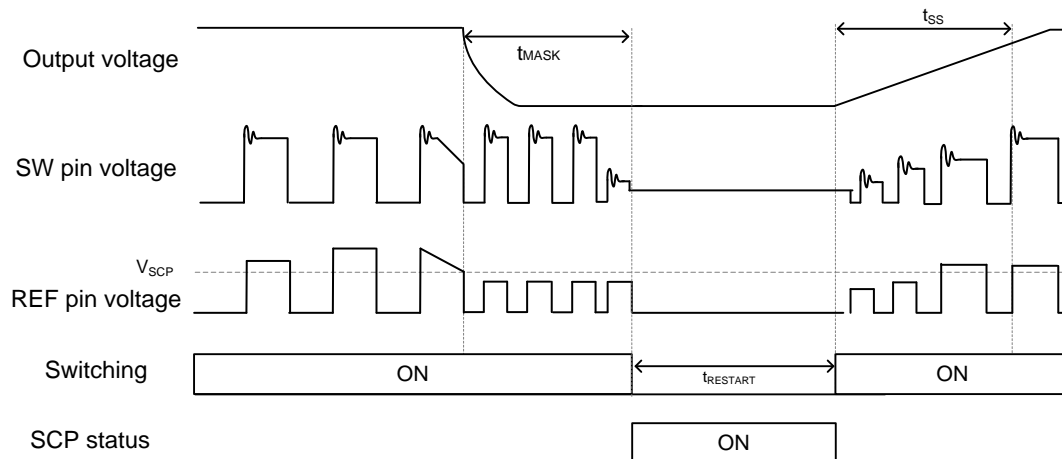 tSS
Output voltage
tMASK
SW pin voltage
VSCP
REF pin voltage
Switching
ON
tRESTART
ON
SCP status
ON